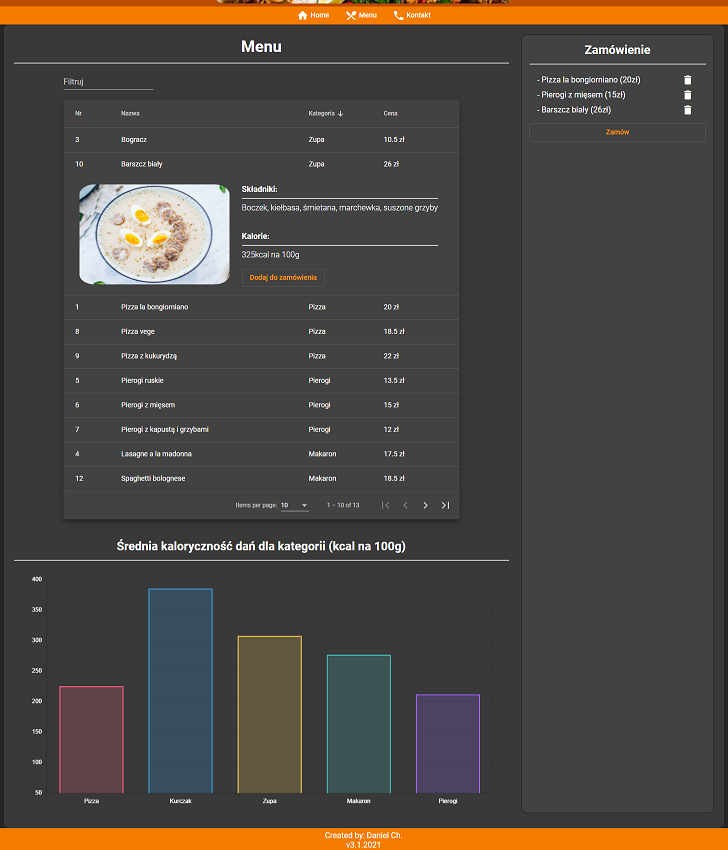 Home Menu Kontakt
Menu
Filtruj
Nr Nazwa Kategoria Cena
3 Bogracz Zupa 10.5 zł
10 Barszcz biały Zupa 26 zł
Składniki:
Boczek, kiełbasa, śmietana, marchewka, suszone grzyby
Kalorie:
325kcal na 100g
Dodaj do zamówienia
1 Pizza la bongiorniano Pizza 20 zł
8 Pizza vege Pizza 18.5 zł
9 Pizza z kukurydzą Pizza 22 zł
5 Pierogi ruskie Pierogi 13.5 zł
6 Pierogi z mięsem Pierogi 15 zł
7 Pierogi z kapustą i grzybami Pierogi 12 zł
4 Lasagne a la madonna Makaron 17.5 zł
12 Spaghetti bolognese Makaron 18.5 zł
Items per page: 10 1 – 10 of 13
Zamówienie
- Pizza la bongiorniano (20zł)
- Pierogi z mięsem (15zł)
- Barszcz biały (26zł)
Zamów
Średnia kaloryczność dań dla kategorii (kcal na 100g)
400
350
300
250
200
150
100
50
Pizza Kurczak Zupa Makaron Pierogi
Created by: Daniel Ch.
v3.1.2021